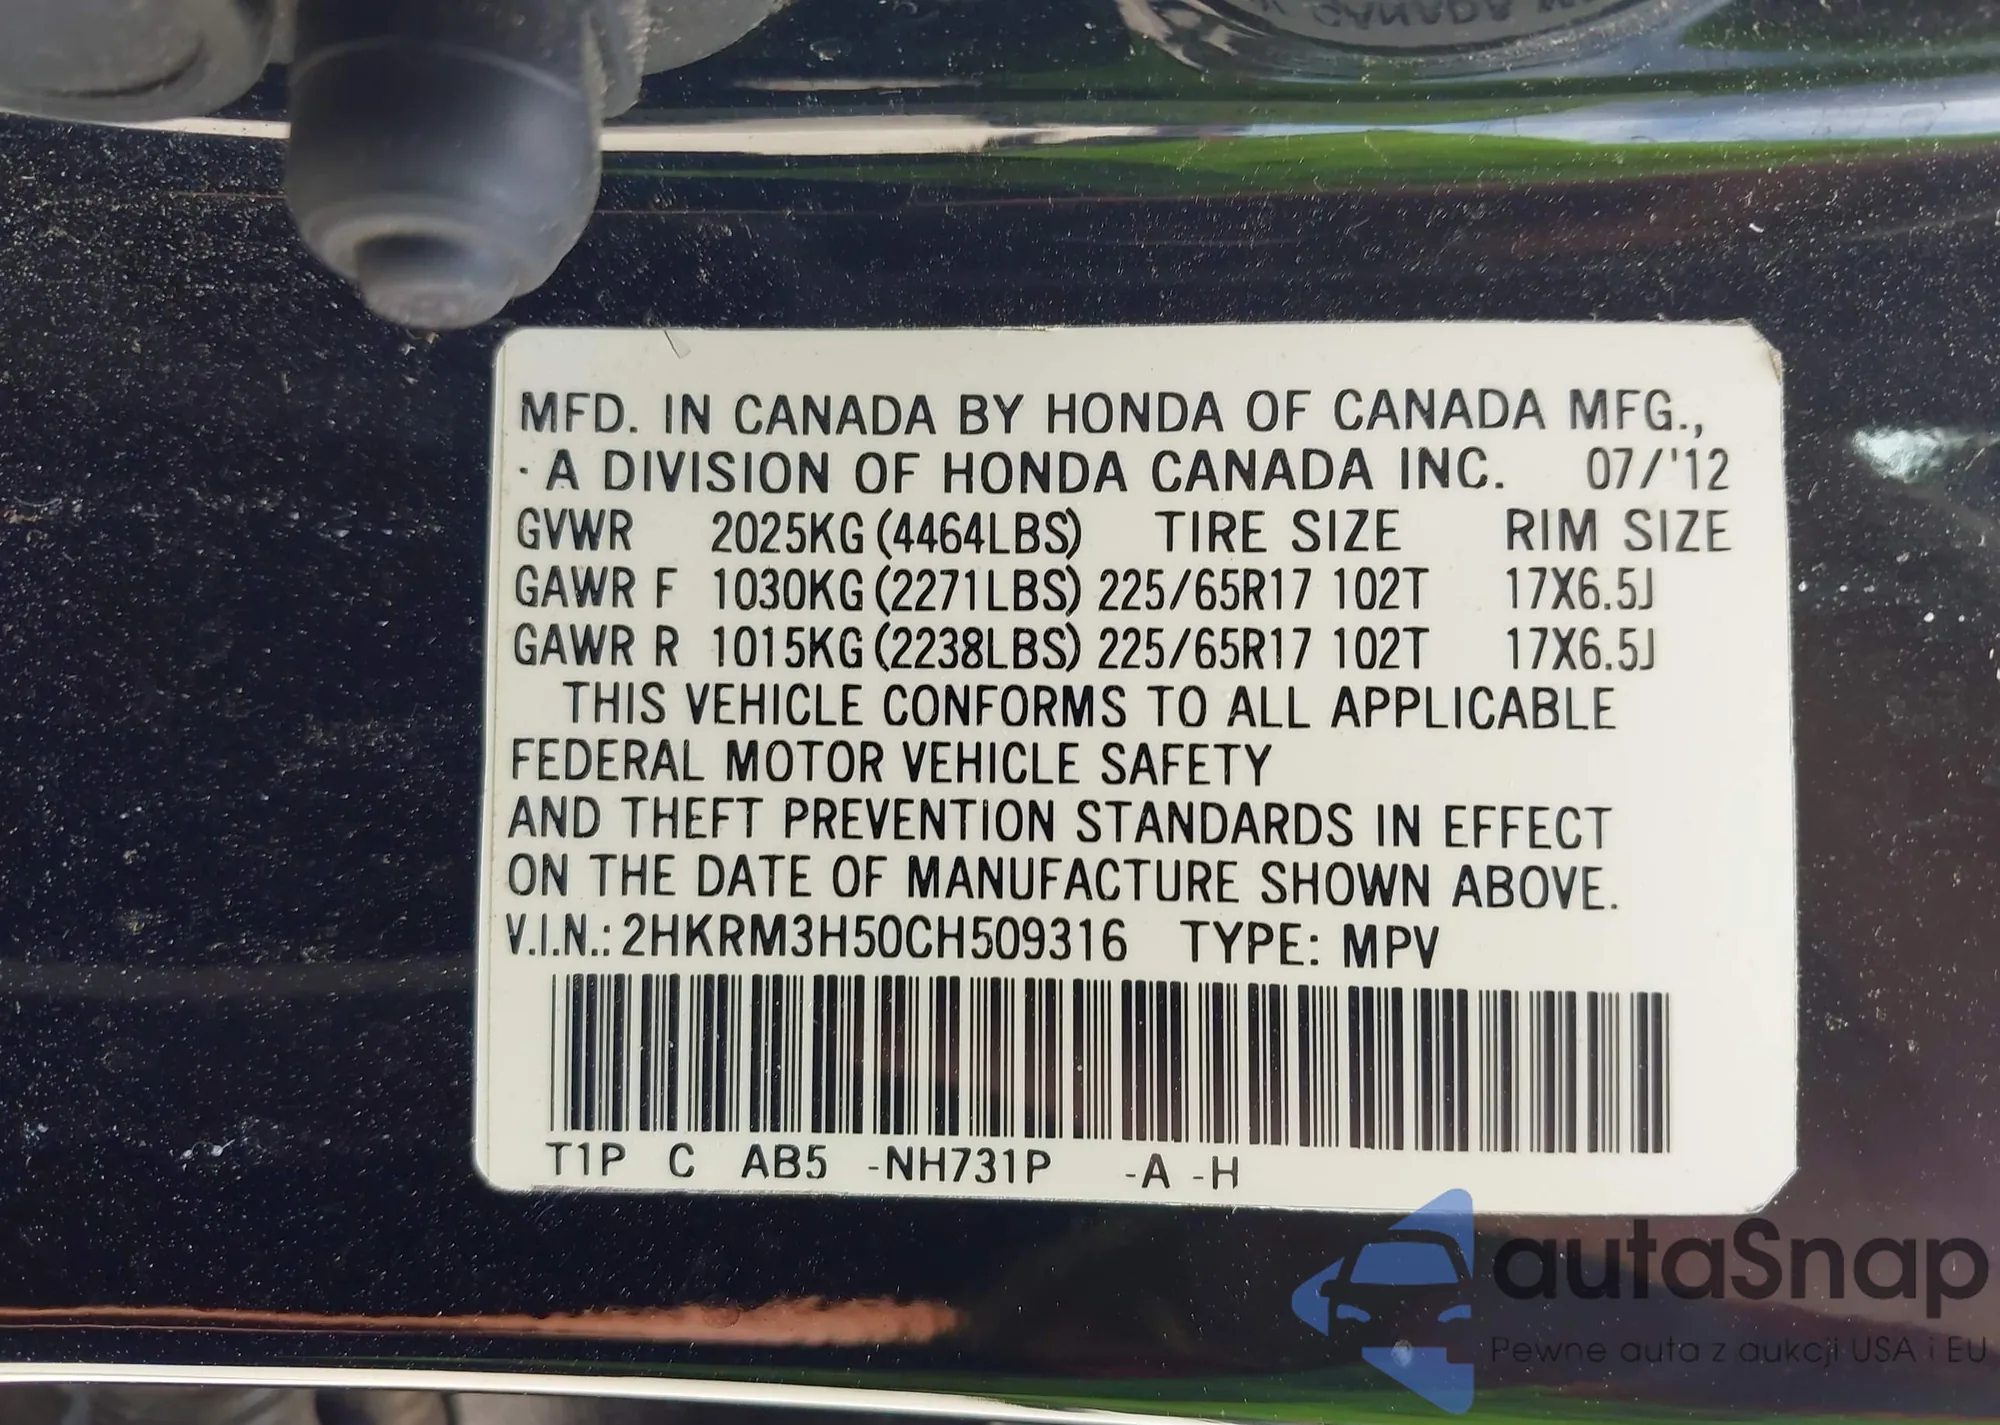 CANADA
MFD. IN CANADA BY HONDA OF CANADA MFG.,
· A DIVISION OF HONDA CANADA INC. 07/'12
GVWR 2025KG (4464LBS) TIRE SIZE RIM SIZE
GAWR F 1030KG (2271LBS) 225/65R17 102T 17X6.5J
GAWR R 1015KG (2238LBS) 225/65R17 102T 17X6.5J
THIS VEHICLE CONFORMS TO ALL APPLICABLE
FEDERAL MOTOR VEHICLE SAFETY
AND THEFT PREVENTION STANDARDS IN EFFECT
ON THE DATE OF MANUFACTURE SHOWN ABOVE.
V.I.N.: 2HKRM3H50CH509316 TYPE: MPV
T1P C AB5 -NH731P -A -H
autaSnap
Pewne auta z aukcji USA i EU